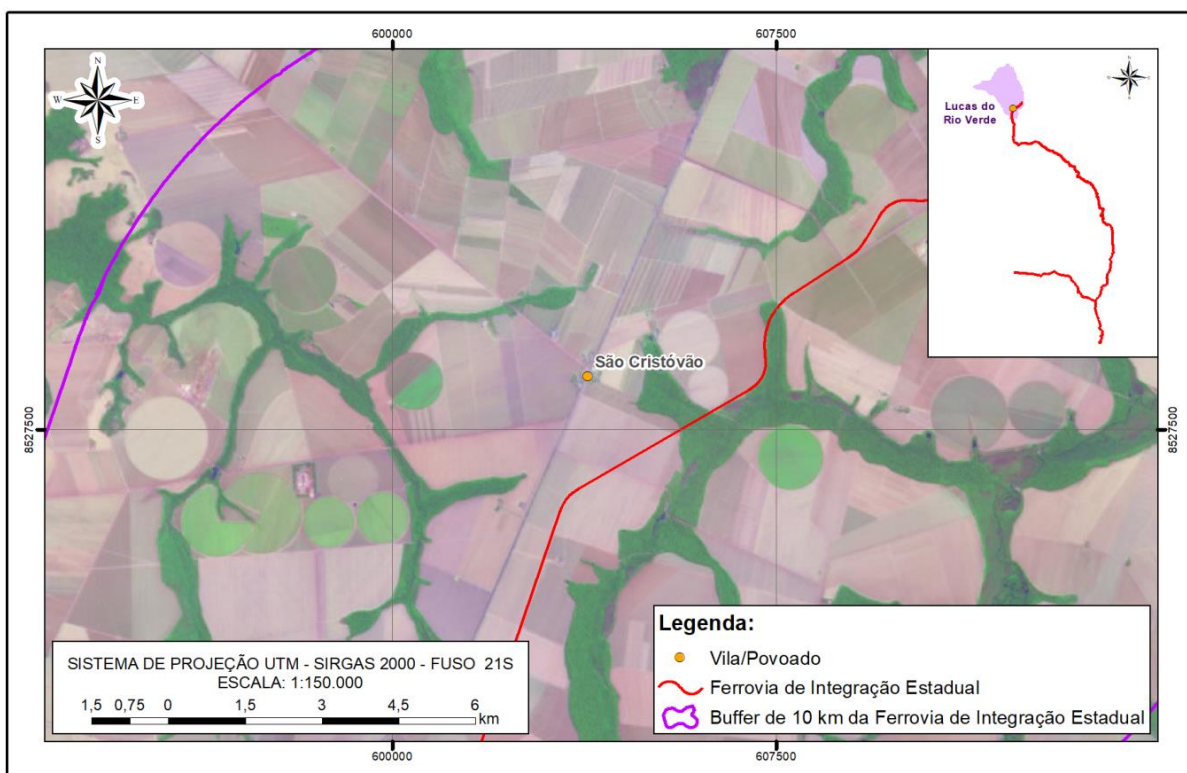 600000
607500
N
W E
S
N
Lucas do
Rio Verde
São Cristóvão
8527500
8527500
SISTEMA DE PROJEÇÃO UTM - SIRGAS 2000 - FUSO 21S
ESCALA: 1:150.000
1,5 0,75 0 1,5 3 4,5 6
km
Legenda:
Vila/Povoado
Ferrovia de Integração Estadual
Buffer de 10 km da Ferrovia de Integração Estadual
600000
607500